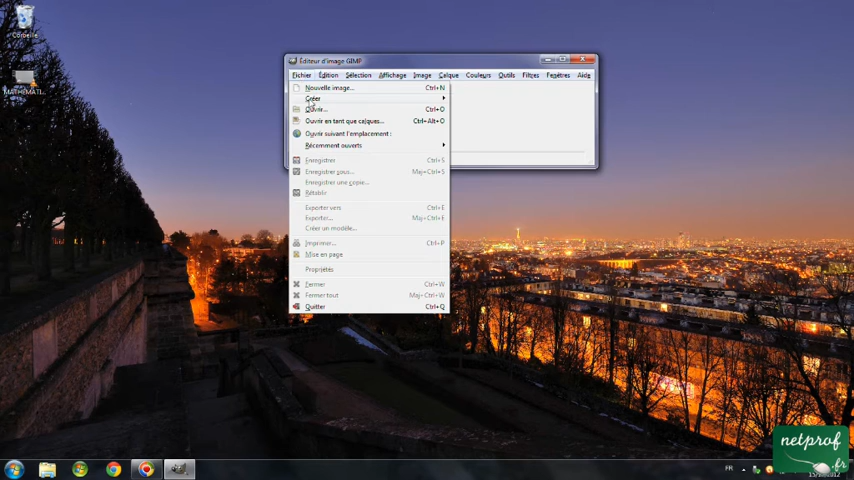 Corbeille
Éditeur d'image GIMP
Fichier Édition Sélection Affichage Image Calque Couleurs Outils Filtres Fenêtres Aide
Nouvelle image... Ctrl+N
Créer
Ouvrir... Ctrl+O
Ouvrir en tant que calques... Ctrl+Alt+O
Ouvrir suivant l'emplacement :
Récemment ouverts
Enregistrer Ctrl+S
Enregistrer sous... Maj+Ctrl+S
Enregistrer une copie...
Rétablir
Exporter vers Ctrl+E
Exporter... Maj+Ctrl+E
Créer un modèle...
Imprimer... Ctrl+P
Mise en page
Propriétés
Fermer Ctrl+W
Fermer tout Maj+Ctrl+W
Quitter Ctrl+Q
MATHEMATI...
FR
netprof
.fr